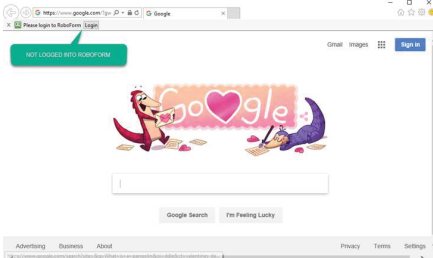 https://www.google.com/?gw
Google
Please login to RoboForm Login
NOT LOGGED INTO ROBOFORM
Gmail Images
Sign in
Google
Google Search I'm Feeling Lucky
Advertising Business About Privacy Terms Settings